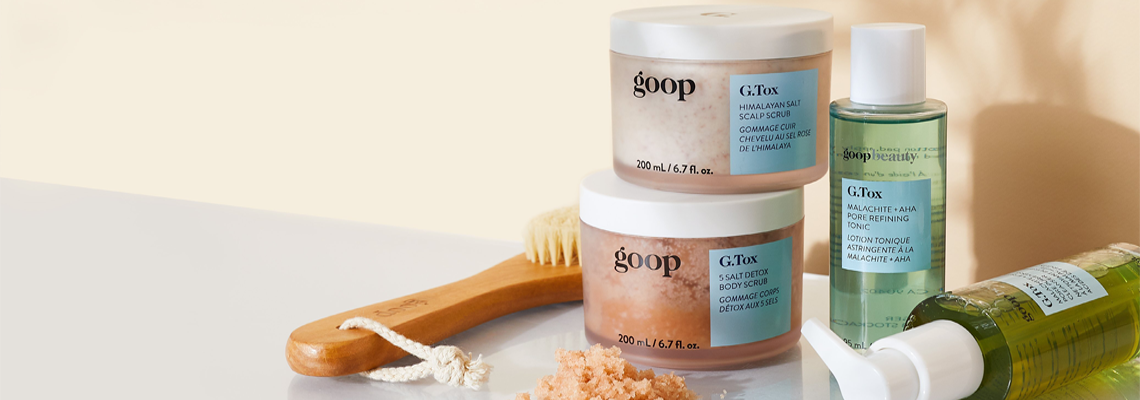 goop
G.Tox
HIMALAYAN SALT
SCALP SCRUB
GOMMAGE CUIR
CHEVELU AU SEL ROSE
DE L'HIMALAYA
200 mL / 6.7 fl. oz.
goop
G.Tox
5 SALT DETOX
BODY SCRUB
GOMMAGE CORPS
DÉTOX AUX 5 SELS
200 mL / 6.7 fl. oz.
goopbeauty
G.Tox
MALACHITE + AHA
PORE REFINING
TONIC
LOTION TONIQUE
ASTRINGENTE À LA
MALACHITE + AHA
G.Tox